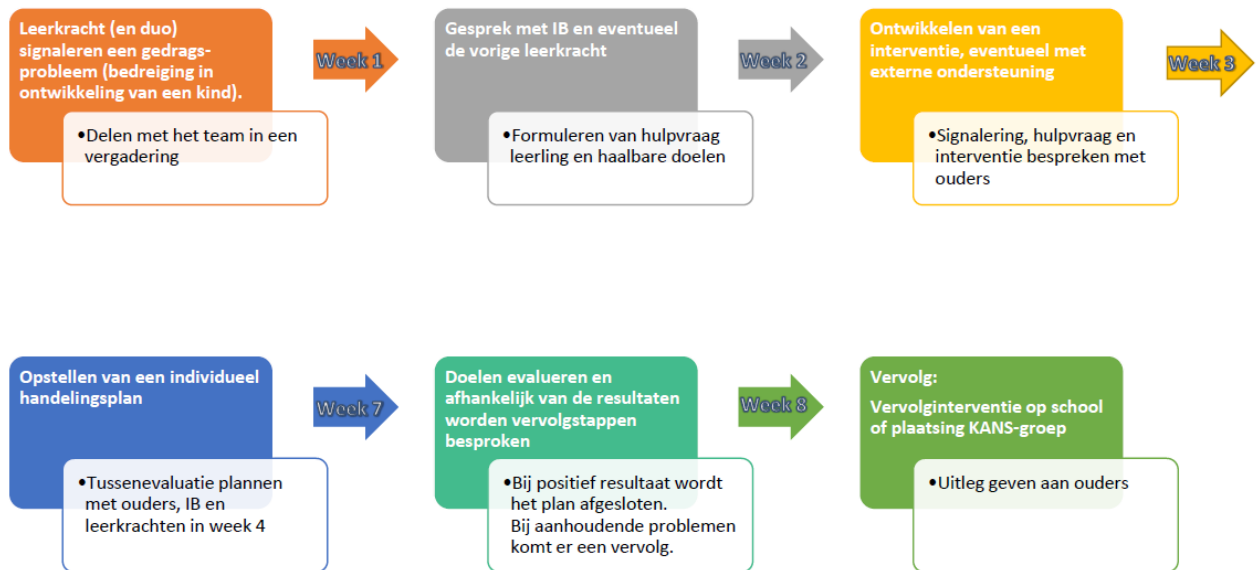 Leerkracht (en duo)
signaleren een gedrags-
probleem (bedreiging in
ontwikkeling van een kind).
•Delen met het team in een
vergadering
Week 1
Gesprek met IB en eventueel
de vorige leerkracht
•Formuleren van hulpvraag
leerling en haalbare doelen
Week 2
Ontwikkelen van een
interventie, eventueel met
externe ondersteuning
•Signalering, hulpvraag en
interventie bespreken met
ouders
Week 3
Opstellen van een individueel
handelingsplan
•Tussenevaluatie plannen
met ouders, IB en
leerkrachten in week 4
Week 7
Doelen evalueren en
afhankelijk van de resultaten
worden vervolgstappen
besproken
•Bij positief resultaat wordt
het plan afgesloten.
Bij aanhoudende problemen
komt er een vervolg.
Week 8
Vervolg:
Vervolginterventie op school
of plaatsing KANS-groep
•Uitleg geven aan ouders